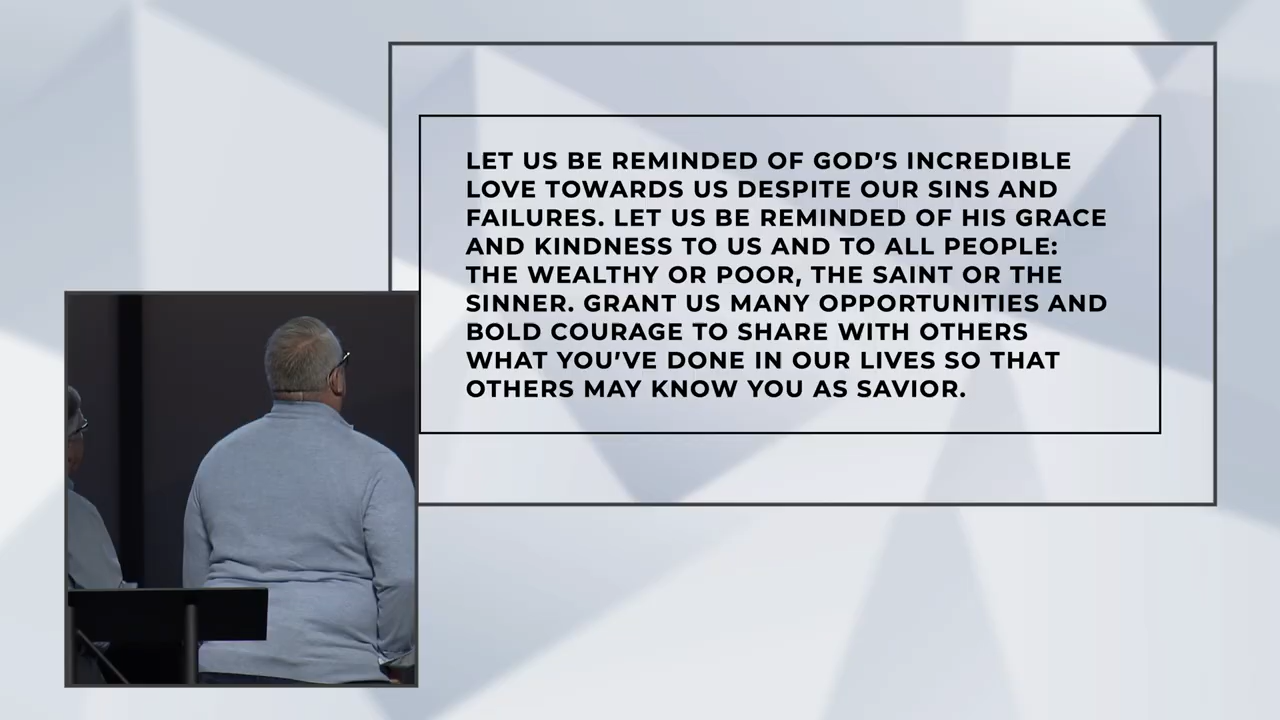 LET US BE REMINDED OF GOD'S INCREDIBLE
LOVE TOWARDS US DESPITE OUR SINS AND
FAILURES. LET US BE REMINDED OF HIS GRACE
AND KINDNESS TO US AND TO ALL PEOPLE:
THE WEALTHY OR POOR, THE SAINT OR THE
SINNER. GRANT US MANY OPPORTUNITIES AND
BOLD COURAGE TO SHARE WITH OTHERS
WHAT YOU'VE DONE IN OUR LIVES SO THAT
OTHERS MAY KNOW YOU AS SAVIOR.